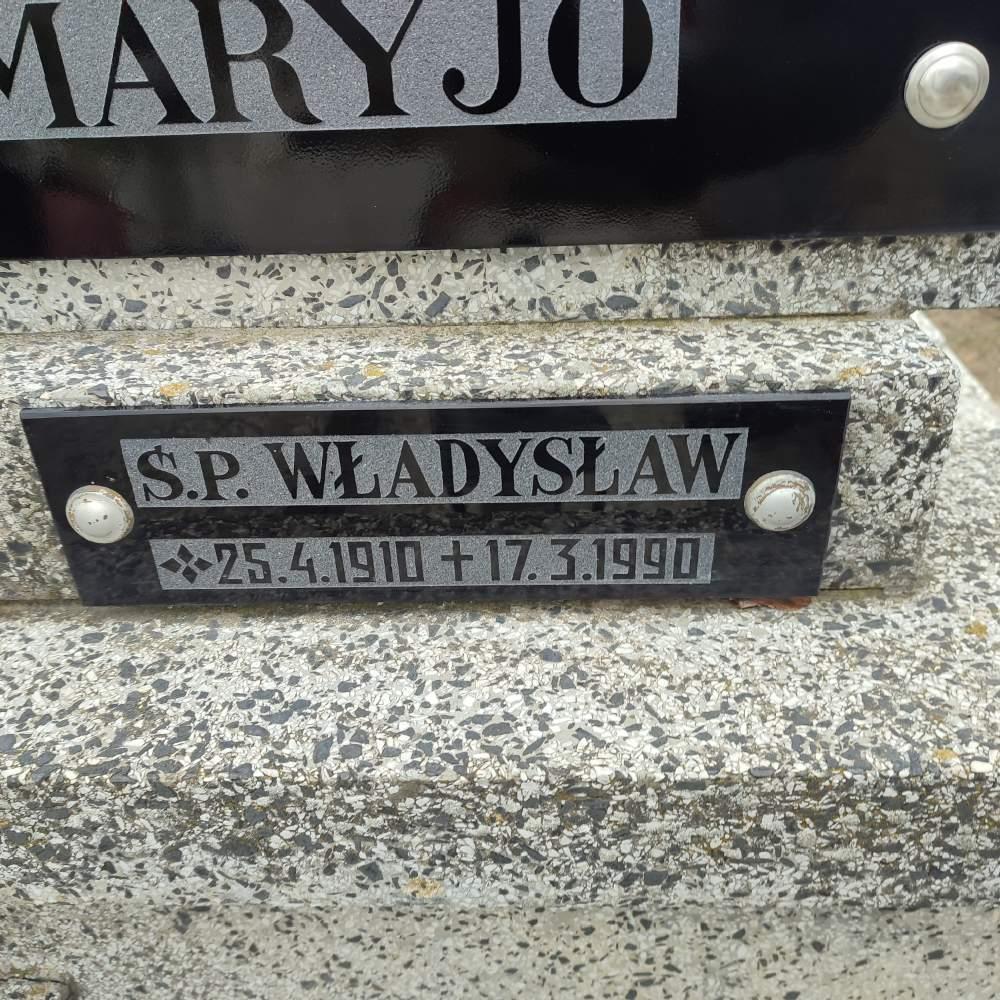 MARYJO
Ś.P. WŁADYSŁAW
25.4.1910 + 17.3.1990